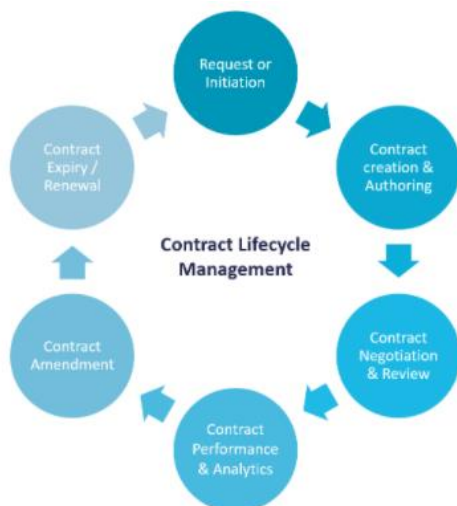 Request or
Initiation
Contract
creation &
Authoring
Contract
Negotiation
& Review
Contract
Performance
& Analytics
Contract
Amendment
Contract
Expiry /
Renewal
Contract Lifecycle
Management